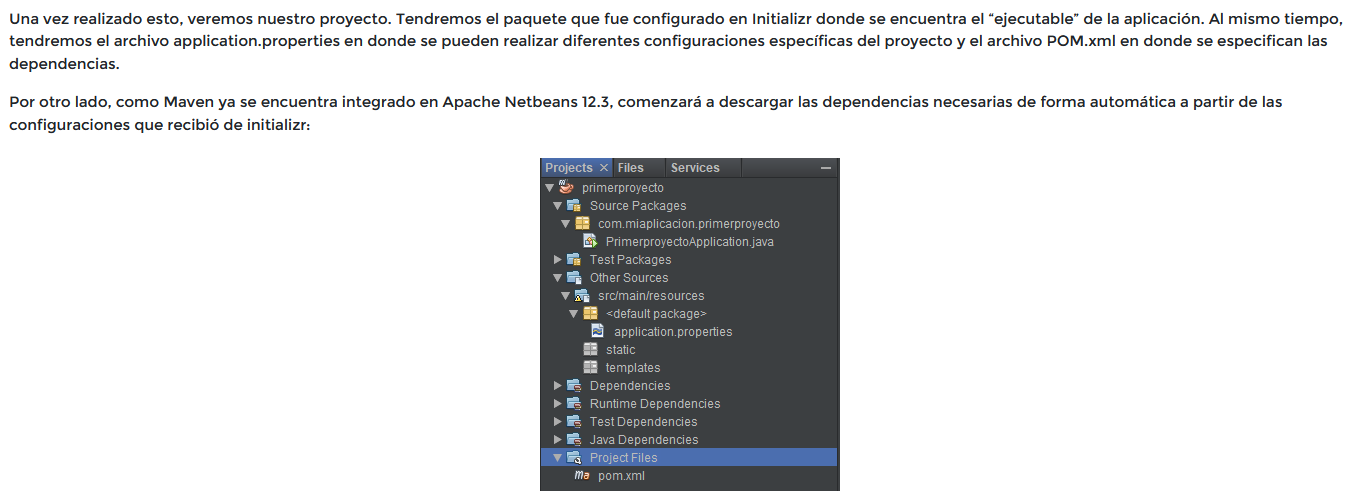 Una vez realizado esto, veremos nuestro proyecto. Tendremos el paquete que fue configurado en Initializr donde se encuentra el “ejecutable” de la aplicación. Al mismo tiempo,
tendremos el archivo application.properties en donde se pueden realizar diferentes configuraciones específicas del proyecto y el archivo POM.xml en donde se especifican las
dependencias.
Por otro lado, como Maven ya se encuentra integrado en Apache Netbeans 12.3, comenzará a descargar las dependencias necesarias de forma automática a partir de las
configuraciones que recibió de initializr:
Projects Files Services
primerproyecto
Source Packages
com.miaplicacion.primerproyecto
PrimerproyectoApplication.java
Test Packages
Other Sources
src/main/resources
<default package>
application.properties
static
templates
Dependencies
Runtime Dependencies
Test Dependencies
Java Dependencies
Project Files
pom.xml